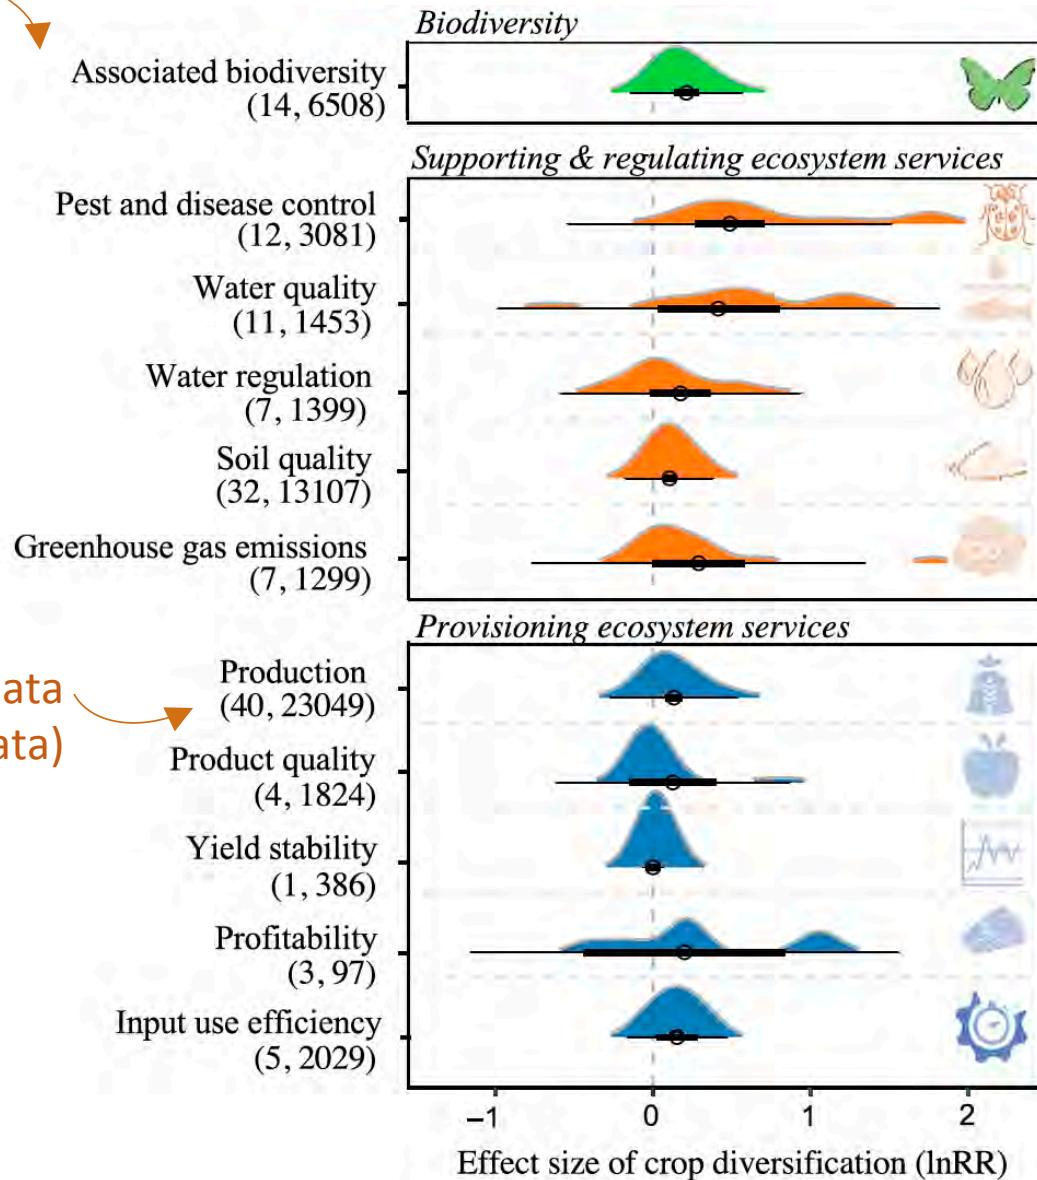 Biodiversity
Associated biodiversity
(14, 6508)
Supporting & regulating ecosystem services
Pest and disease control
(12, 3081)
Water quality
(11, 1453)
Water regulation
(7, 1399)
Soil quality
(32, 13107)
Greenhouse gas emissions
(7, 1299)
Provisioning ecosystem services
Production
(40, 23049)
ata
ata)
Product quality
(4, 1824)
Yield stability
(1, 386)
Profitability
(3, 97)
Input use efficiency
(5, 2029)
–1 0 1 2
Effect size of crop diversification (lnRR)